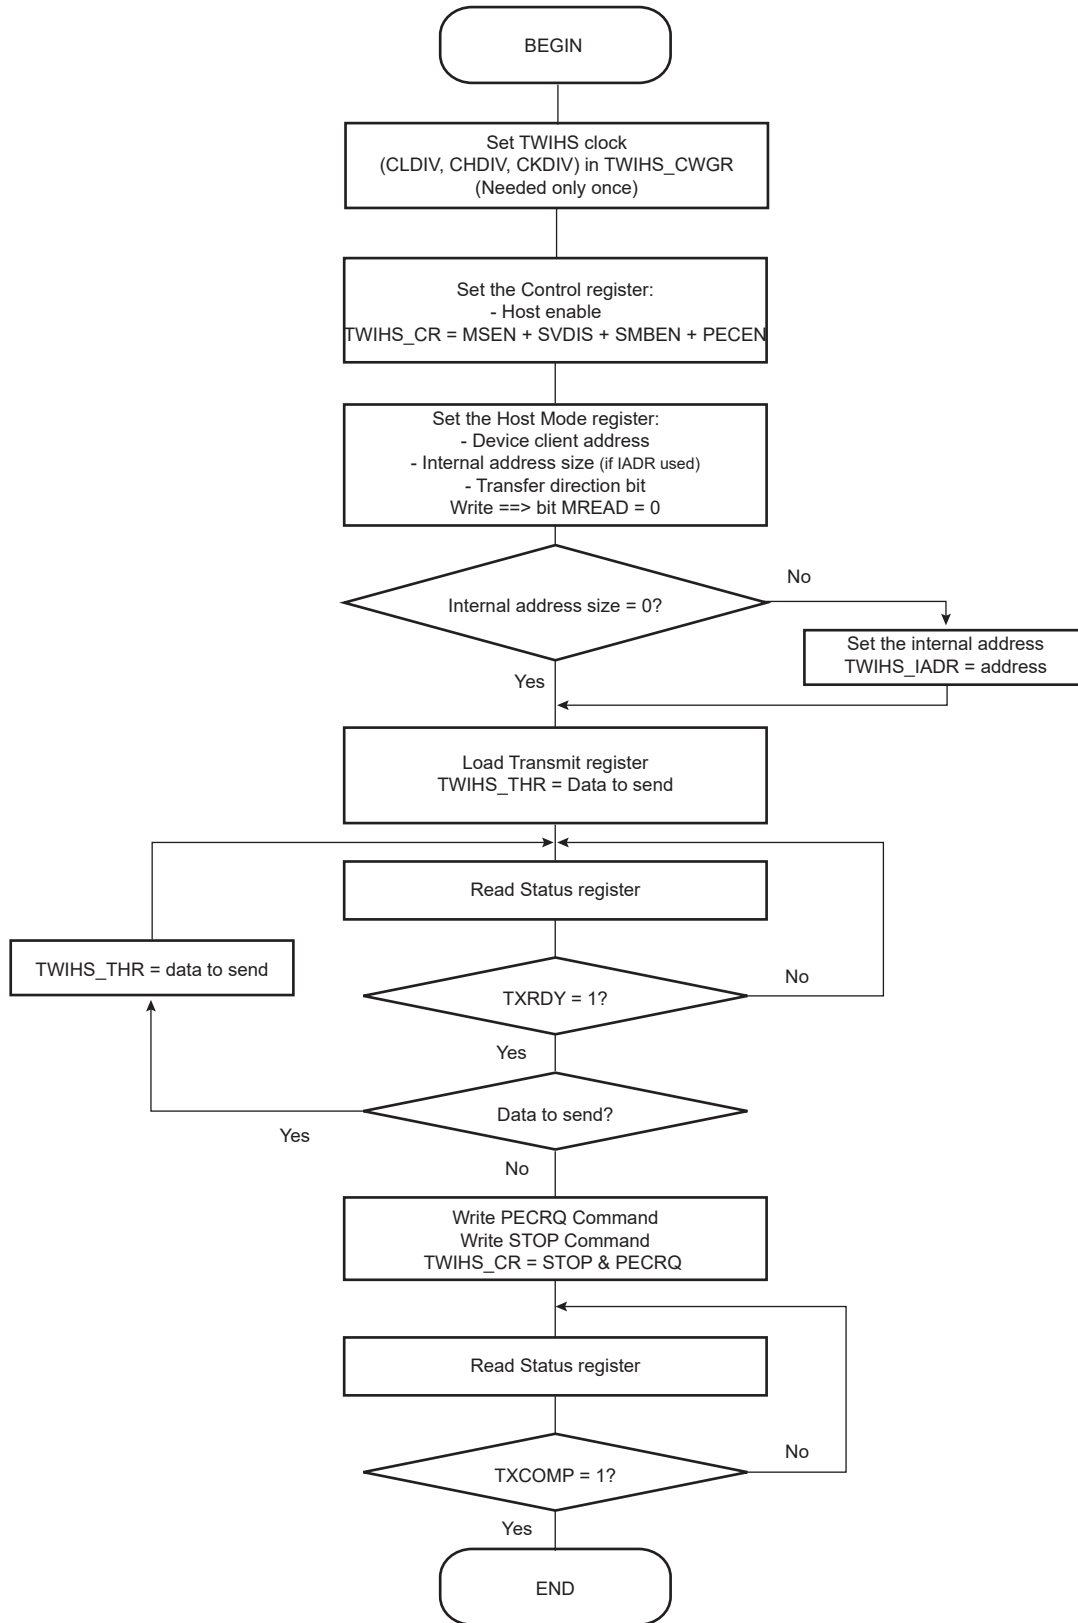 BEGIN
Set TWIHS clock
(CLDIV, CHDIV, CKDIV) in TWIHS_CWGR
(Needed only once)
Set the Control register:
- Host enable
TWIHS_CR = MSEN + SVDIS + SMBEN + PECEN
Set the Host Mode register:
- Device client address
- Internal address size (if IADR used)
- Transfer direction bit
Write ==> bit MREAD = 0
No
Internal address size = 0?
Set the internal address
TWIHS_IADR = address
Yes
Load Transmit register
TWIHS_THR = Data to send
Read Status register
TWIHS_THR = data to send
No
TXRDY = 1?
Yes
Data to send?
Yes
No
Write PECRQ Command
Write STOP Command
TWIHS_CR = STOP & PECRQ
Read Status register
No
TXCOMP = 1?
Yes
END